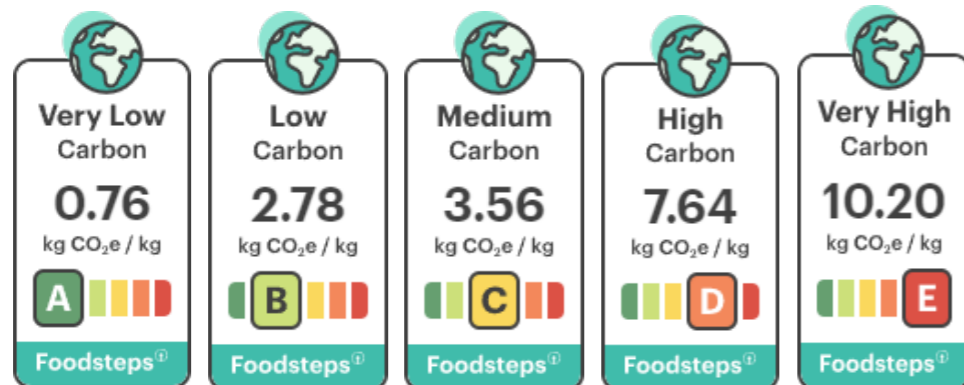 Very Low
Carbon
0.76
kg CO₂e / kg
A
Foodsteps
Low
Carbon
2.78
kg CO₂e / kg
B
Foodsteps
Medium
Carbon
3.56
kg CO₂e / kg
C
Foodsteps
High
Carbon
7.64
kg CO₂e / kg
D
Foodsteps
Very High
Carbon
10.20
kg CO₂e / kg
E
Foodsteps